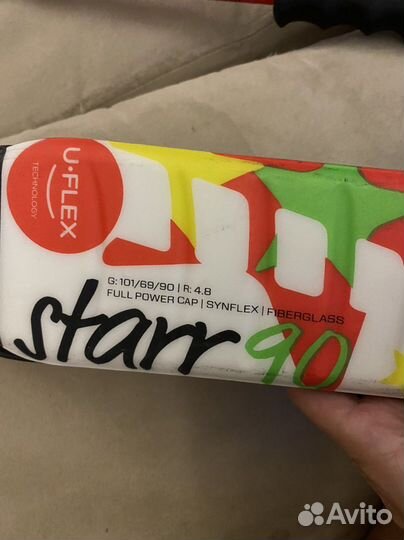 U•FLEX
TECHNOLOGY
G: 101/69/90 | R: 4.8
FULL POWER CAP | SYNFLEX | FIBERGLASS
starr 90
Avito